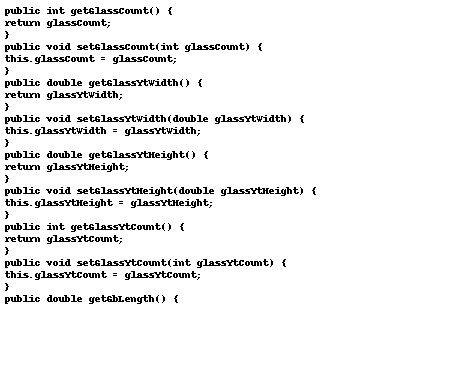 public int getGlassCount() {
return glassCount;
}
public void setGlassCount(int glassCount) {
this.glassCount = glassCount;
}
public double getGlassYtWidth() {
return glassYtWidth;
}
public void setGlassYtWidth(double glassYtWidth) {
this.glassYtWidth = glassYtWidth;
}
public double getGlassYtHeight() {
return glassYtHeight;
}
public void setGlassYtHeight(double glassYtHeight) {
this.glassYtHeight = glassYtHeight;
}
public int getGlassYtCount() {
return glassYtCount;
}
public void setGlassYtCount(int glassYtCount) {
this.glassYtCount = glassYtCount;
}
public double getGbLength() {